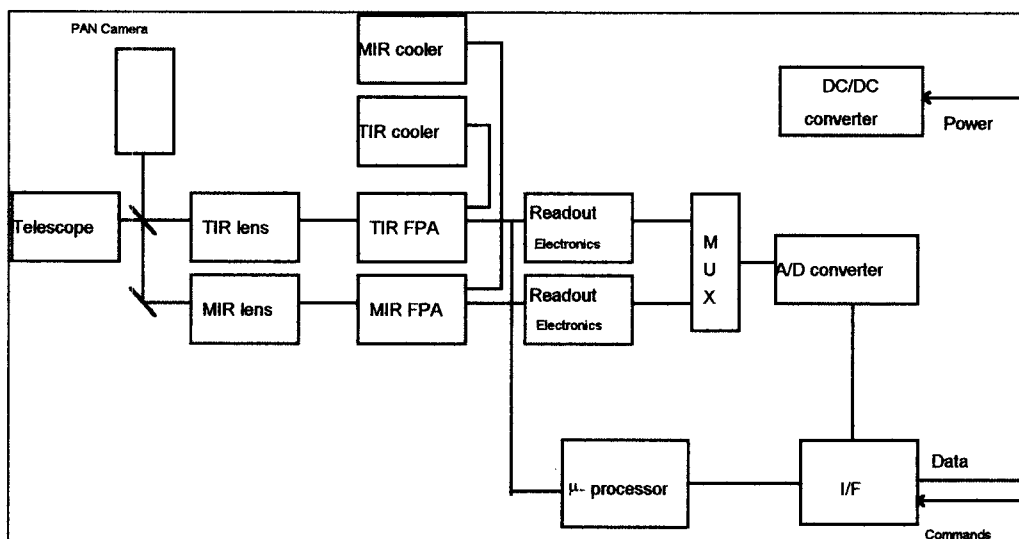 PAN Camera
MIR cooler
TIR cooler
DC/DC
converter
Power
Telescope
TIR lens
TIR FPA
Readout
Electronics
MIR lens
MIR FPA
Readout
Electronics
M
U
X
A/D converter
μ- processor
I/F
Data
Commands